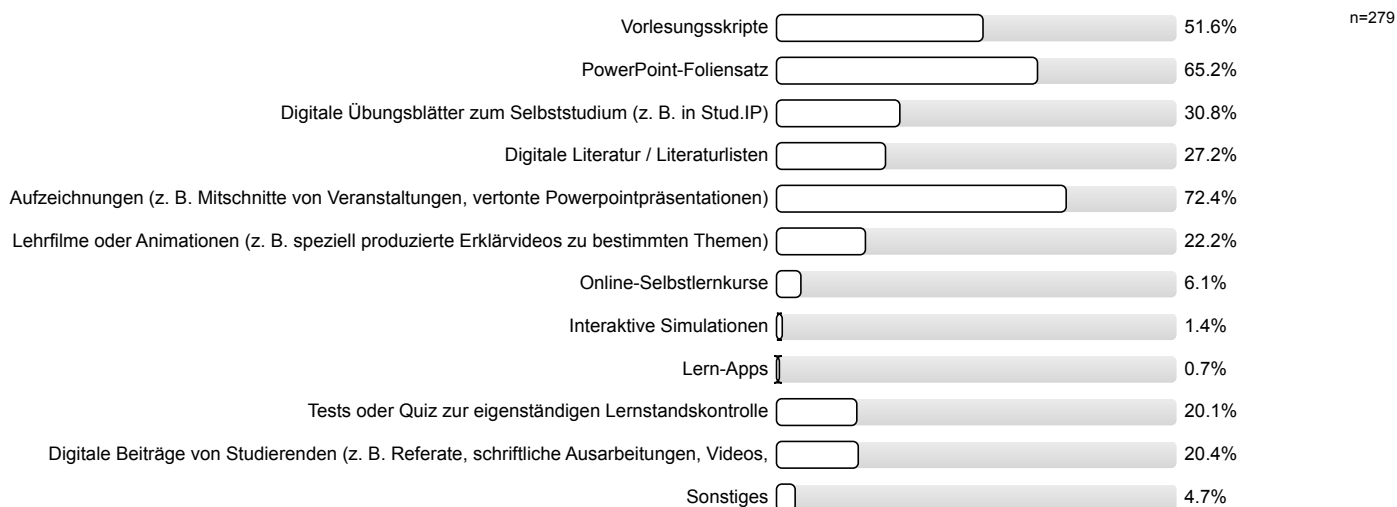 Vorlesungsskripte 51.6% n=279
PowerPoint-Foliensatz 65.2%
Digitale Übungsblätter zum Selbststudium (z. B. in Stud.IP) 30.8%
Digitale Literatur / Literaturlisten 27.2%
Aufzeichnungen (z. B. Mitschnitte von Veranstaltungen, vertonte Powerpointpräsentationen) 72.4%
Lehrfilme oder Animationen (z. B. speziell produzierte Erklärvideos zu bestimmten Themen) 22.2%
Online-Selbstlernkurse 6.1%
Interaktive Simulationen 1.4%
Lern-Apps 0.7%
Tests oder Quiz zur eigenständigen Lernstandskontrolle 20.1%
Digitale Beiträge von Studierenden (z. B. Referate, schriftliche Ausarbeitungen, Videos, 20.4%
Sonstiges 4.7%